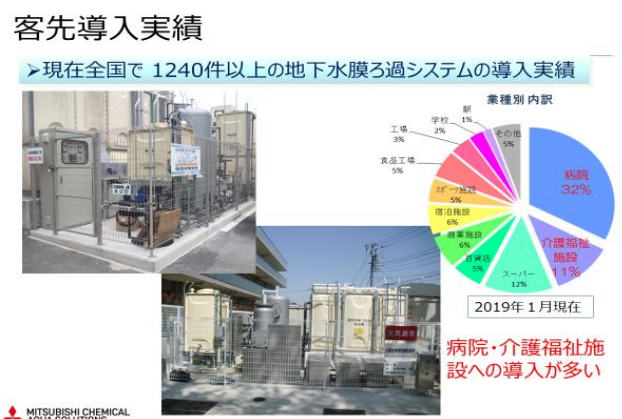 客先導入実績
➢現在全国で 1240件以上の地下水膜ろ過システムの導入実績
業種別 内訳
病院
32%
介護福祉
施設
11%
スーパー
12%
百貨店
5%
商業施設
6%
宿泊施設
6%
スポーツ施設
5%
食品工場
5%
工場
3%
学校
2%
駅
1%
その他
5%
2019年1月現在
病院・介護福祉施
設への導入が多い
MITSUBISHI CHEMICAL
AQUA SOLUTIONS